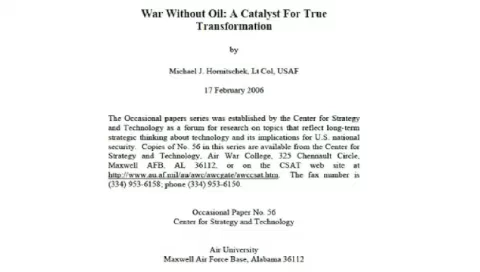 War Without Oil: A Catalyst For True
Transformation
by
Michael J. Hornitschek, Lt Col, USAF
17 February 2006
The Occasional papers series was established by the Center for Strategy
and Technology as a forum for research on topics that reflect long-term
strategic thinking about technology and its implications for U.S. national
security. Copies of No. 56 in this series are available from the Center for
Strategy and Technology, Air War College, 325 Chennault Circle,
Maxwell AFB, AL 36112, or on the CSAT web site at
http://www.au.af.mil/au/awc/awcgate/awccsat.htm. The fax number is
(334) 953-6158; phone (334) 953-6150.
Occasional Paper No. 56
Center for Strategy and Technology
Air University
Maxwell Air Force Base, Alabama 36112